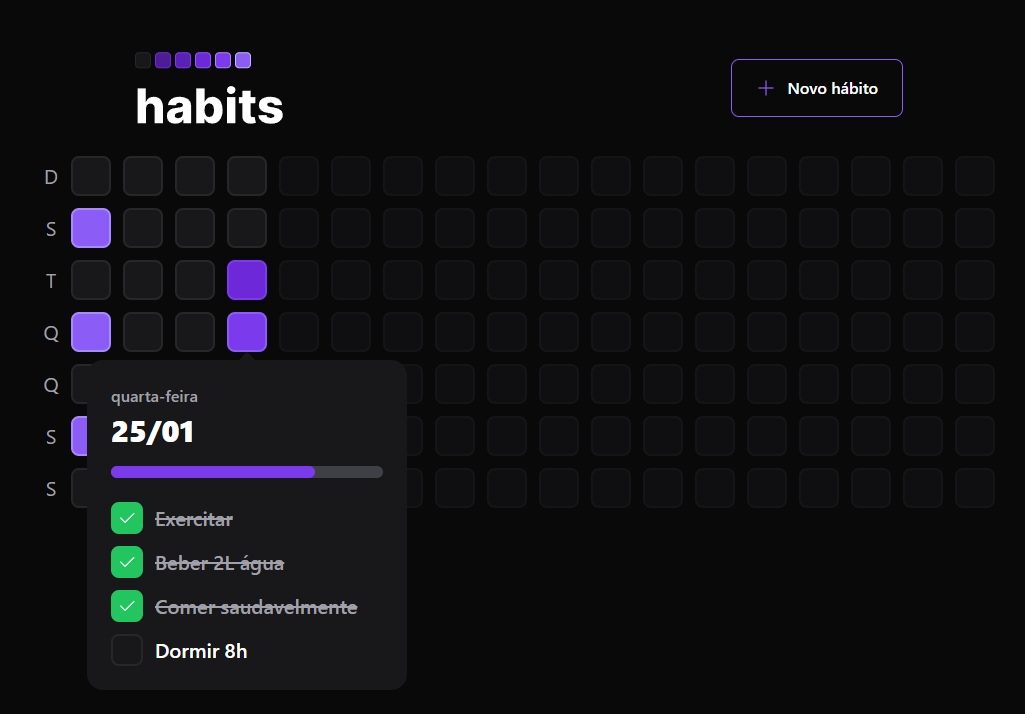 habits
Novo hábito
D
S
T
Q
Q
S
S
quarta-feira
25/01
Exercitar
Beber 2L água
Comer saudavelmente
Dormir 8h